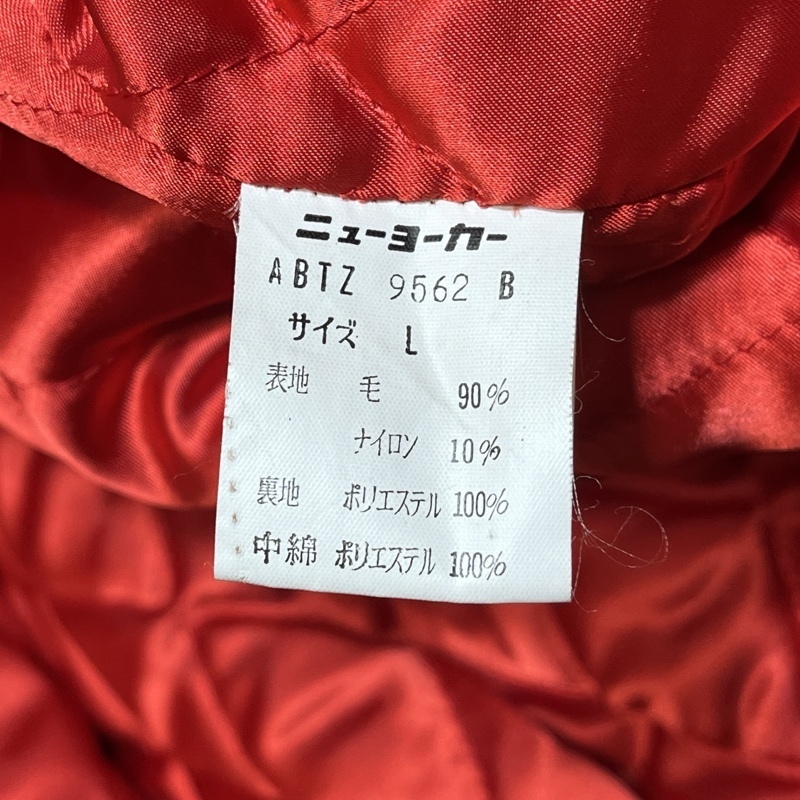 ニューヨーカー
ABTZ 9562 B
サイズ L
表地 毛 90%
ナイロン 10%
裏地 ポリエステル 100%
中綿 ポリエステル 100%